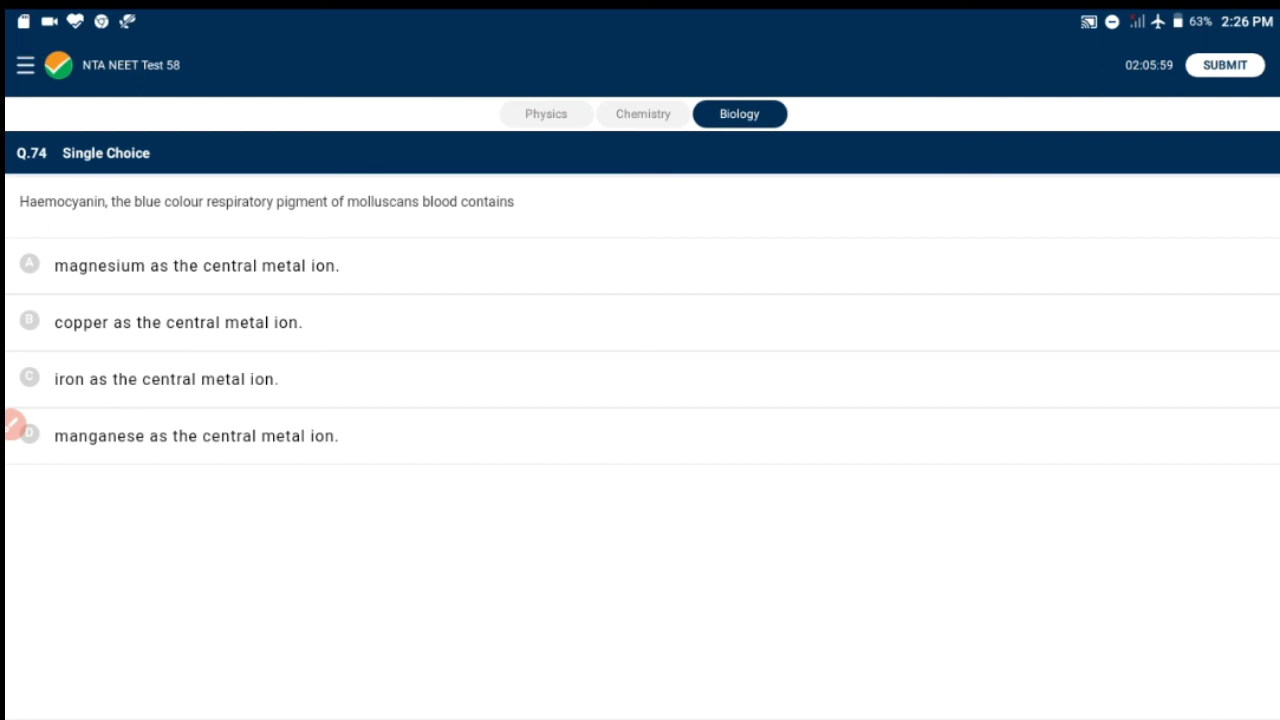 63% 2:26 PM
NTA NEET Test 58
02:05:59 SUBMIT
Physics Chemistry Biology
Q.74 Single Choice
Haemocyanin, the blue colour respiratory pigment of molluscans blood contains
A magnesium as the central metal ion.
B copper as the central metal ion.
C iron as the central metal ion.
D manganese as the central metal ion.